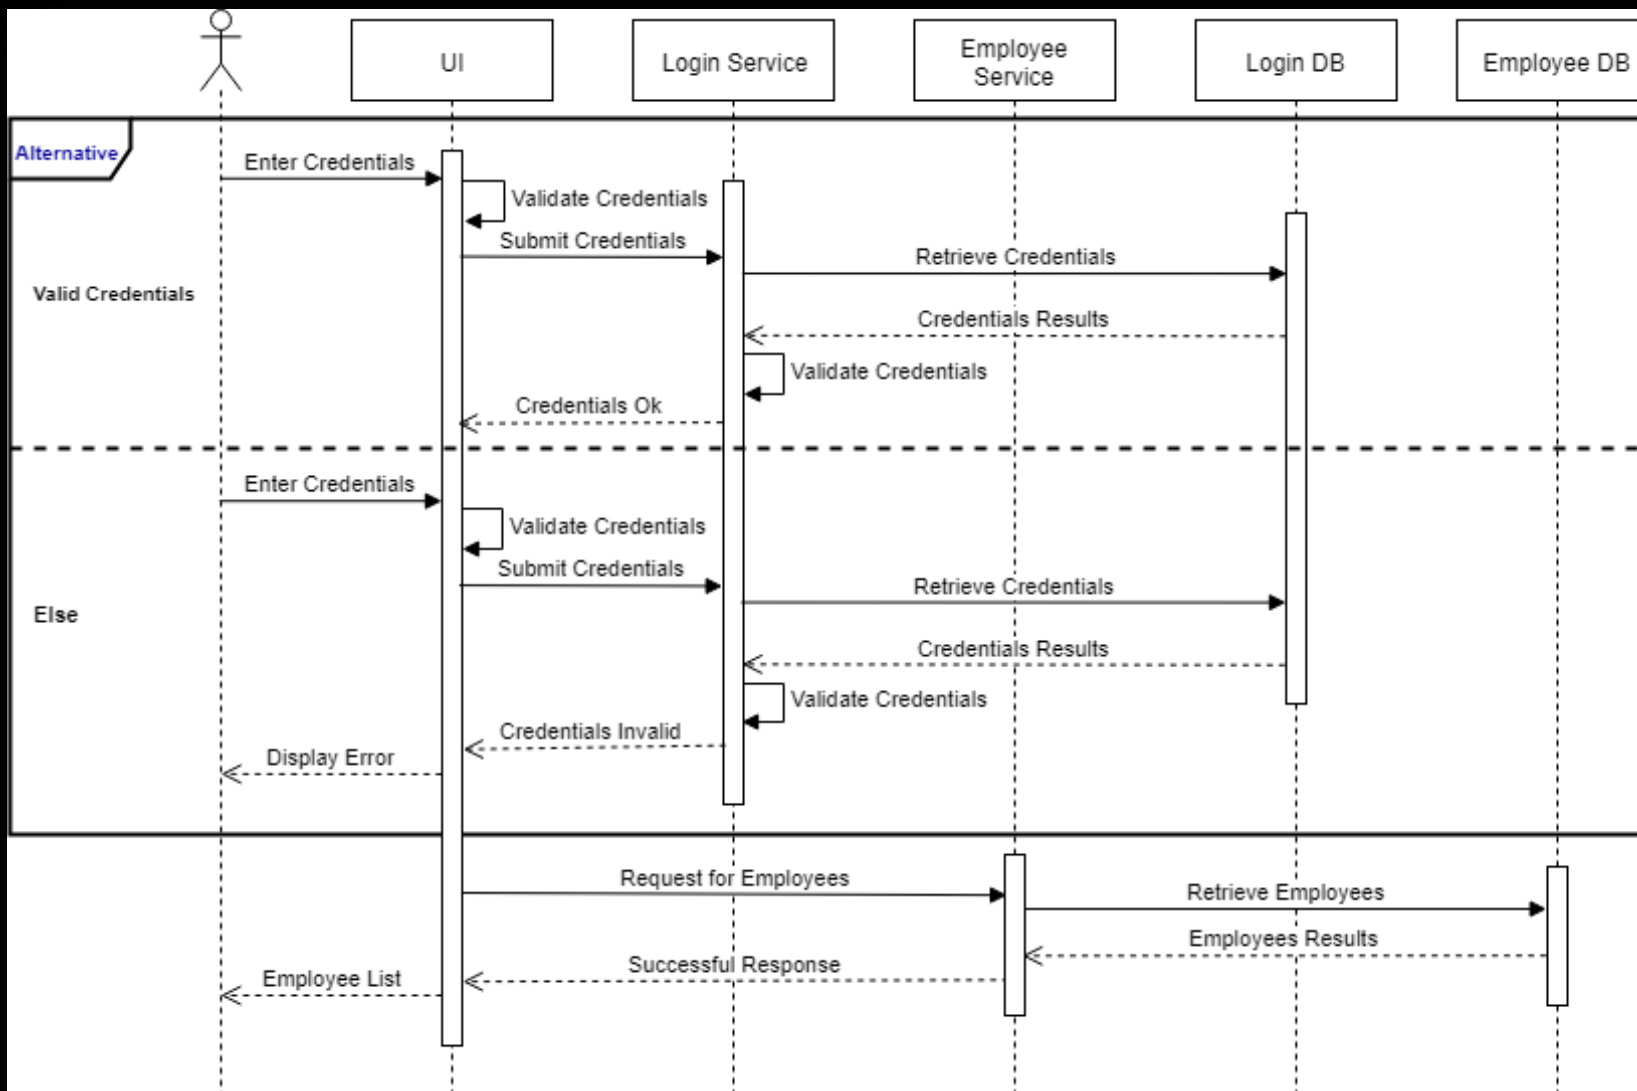 UI
Login Service
Employee
Service
Login DB
Employee DB
Alternative
Enter Credentials
Validate Credentials
Submit Credentials
Retrieve Credentials
Valid Credentials
Credentials Results
Validate Credentials
Credentials Ok
Enter Credentials
Validate Credentials
Submit Credentials
Retrieve Credentials
Else
Credentials Results
Validate Credentials
Credentials Invalid
Display Error
Request for Employees
Retrieve Employees
Employees Results
Successful Response
Employee List